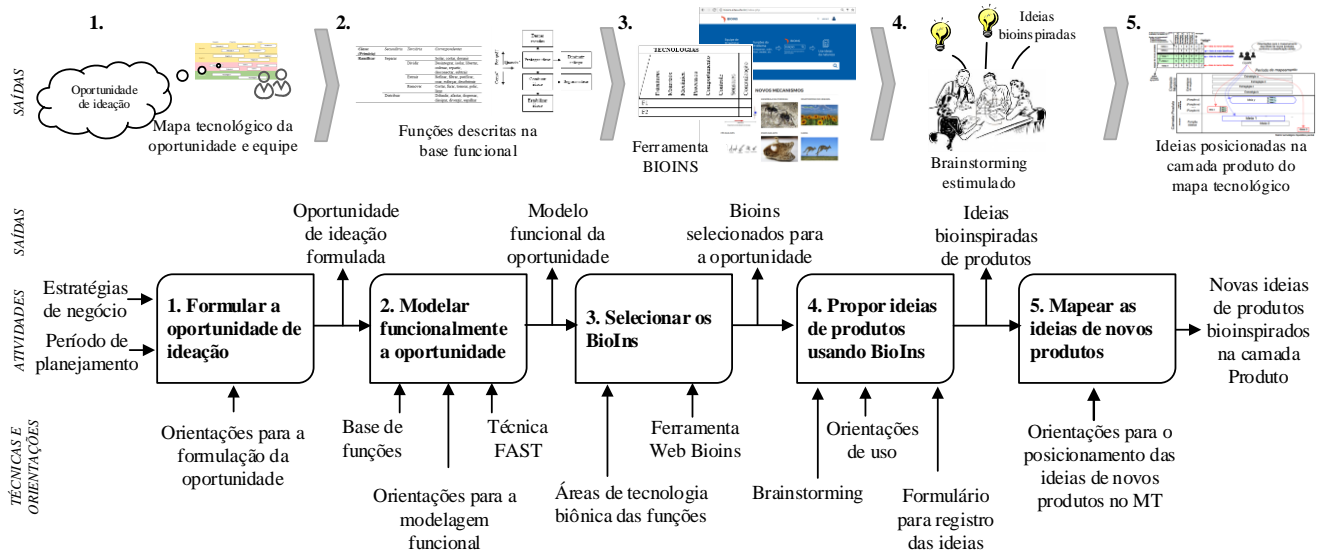 SAÍDAS
1.
Oportunidade
de ideação
Mapa tecnológico da
oportunidade e equipe
2.
Funções descritas na
base funcional
3.
TECNOLOGIAS
F1
F2
NOVOS MECANISMOS
Ferramenta
BIOINS
4.
Ideias
bioinspiradas
Brainstorming
estimulado
5.
Ideias posicionadas na
camada produto do
mapa tecnológico
SAÍDAS
Oportunidade
de ideação
formulada
Modelo
funcional da
oportunidade
Bioins
selecionados para
a oportunidade
Ideias
bioinspiradas
de produtos
ATIVIDADES
Estratégias
de negócio
Período de
planejamento
1. Formular a
oportunidade de
ideação
2. Modelar
funcionalmente
a oportunidade
3. Selecionar os
BioIns
4. Propor ideias
de produtos
usando BioIns
5. Mapear as
ideias de novos
produtos
Novas ideias
de produtos
bioinspirados
na camada
Produto
TÉCNICAS E
ORIENTAÇÕES
Orientações para a
formulação da
oportunidade
Base de
funções
Orientações para a
modelagem
funcional
Técnica
FAST
Áreas de tecnologia
biônica das funções
Ferramenta
Web Bioins
Brainstorming
Orientações
de uso
Formulário
para registro
das ideias
Orientações para o
posicionamento das
ideias de novos
produtos no MT